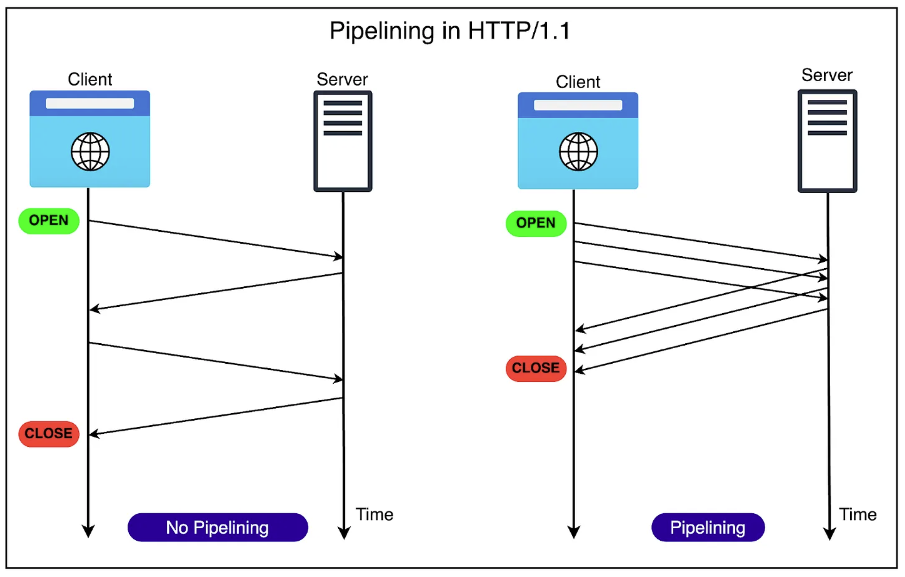 Pipelining in HTTP/1.1
Client
Server
OPEN
CLOSE
Time
No Pipelining
Client
Server
OPEN
CLOSE
Time
Pipelining